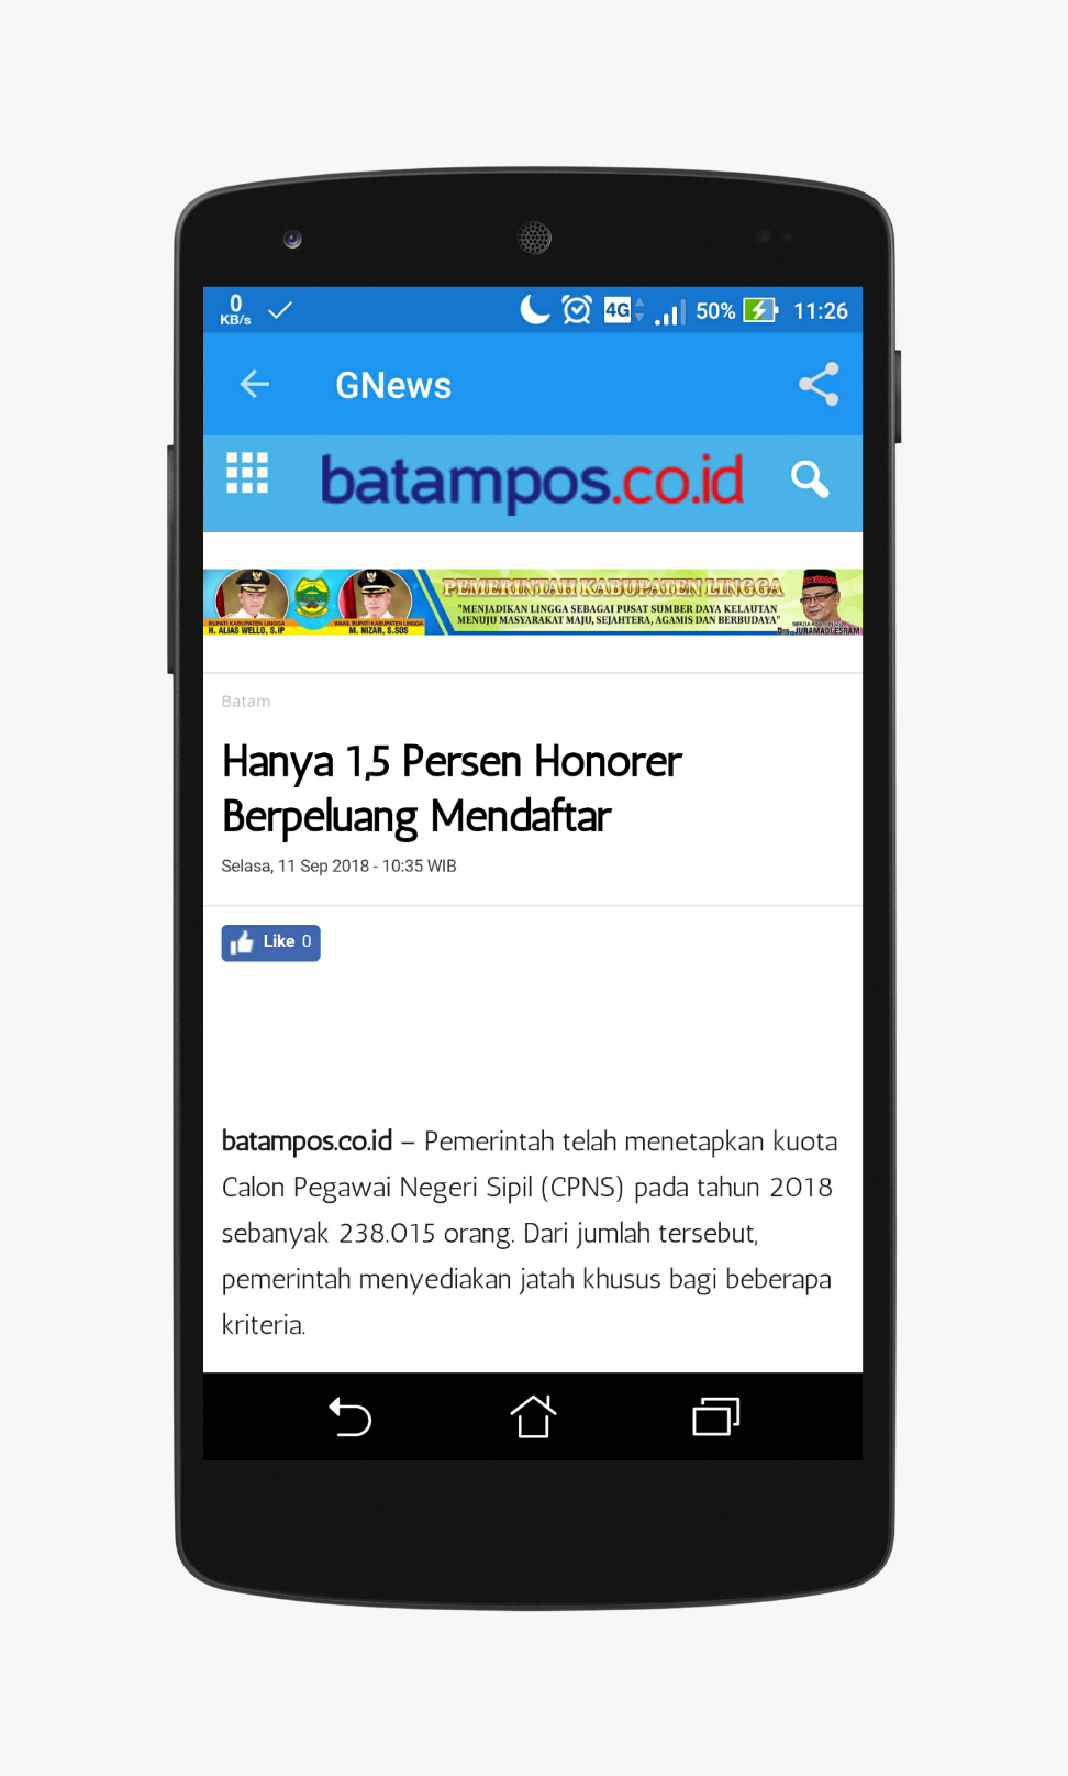 0
KB/s
4G
50%
11:26
GNews
batampos.co.id
PEMERINTAH KABUPATEN LINGGA
"MENJADIKAN LINGGA SEBAGAI PUSAT SUMBER DAYA KELAUTAN
MENUJU MASYARAKAT MAJU, SEJAHTERA, AGAMIS DAN BERBUDAYA"
BUPATI KABUPATEN LINGGA
H. ALIAS WELLO, S.IP
WAKIL BUPATI KABUPATEN LINGGA
M. NIZAR, S.SOS
JURAMADI ESRAM
Batam
Hanya 1,5 Persen Honorer
Berpeluang Mendaftar
Selasa, 11 Sep 2018 - 10:35 WIB
Like 0
batampos.co.id – Pemerintah telah menetapkan kuota
Calon Pegawai Negeri Sipil (CPNS) pada tahun 2018
sebanyak 238.015 orang. Dari jumlah tersebut,
pemerintah menyediakan jatah khusus bagi beberapa
kriteria.